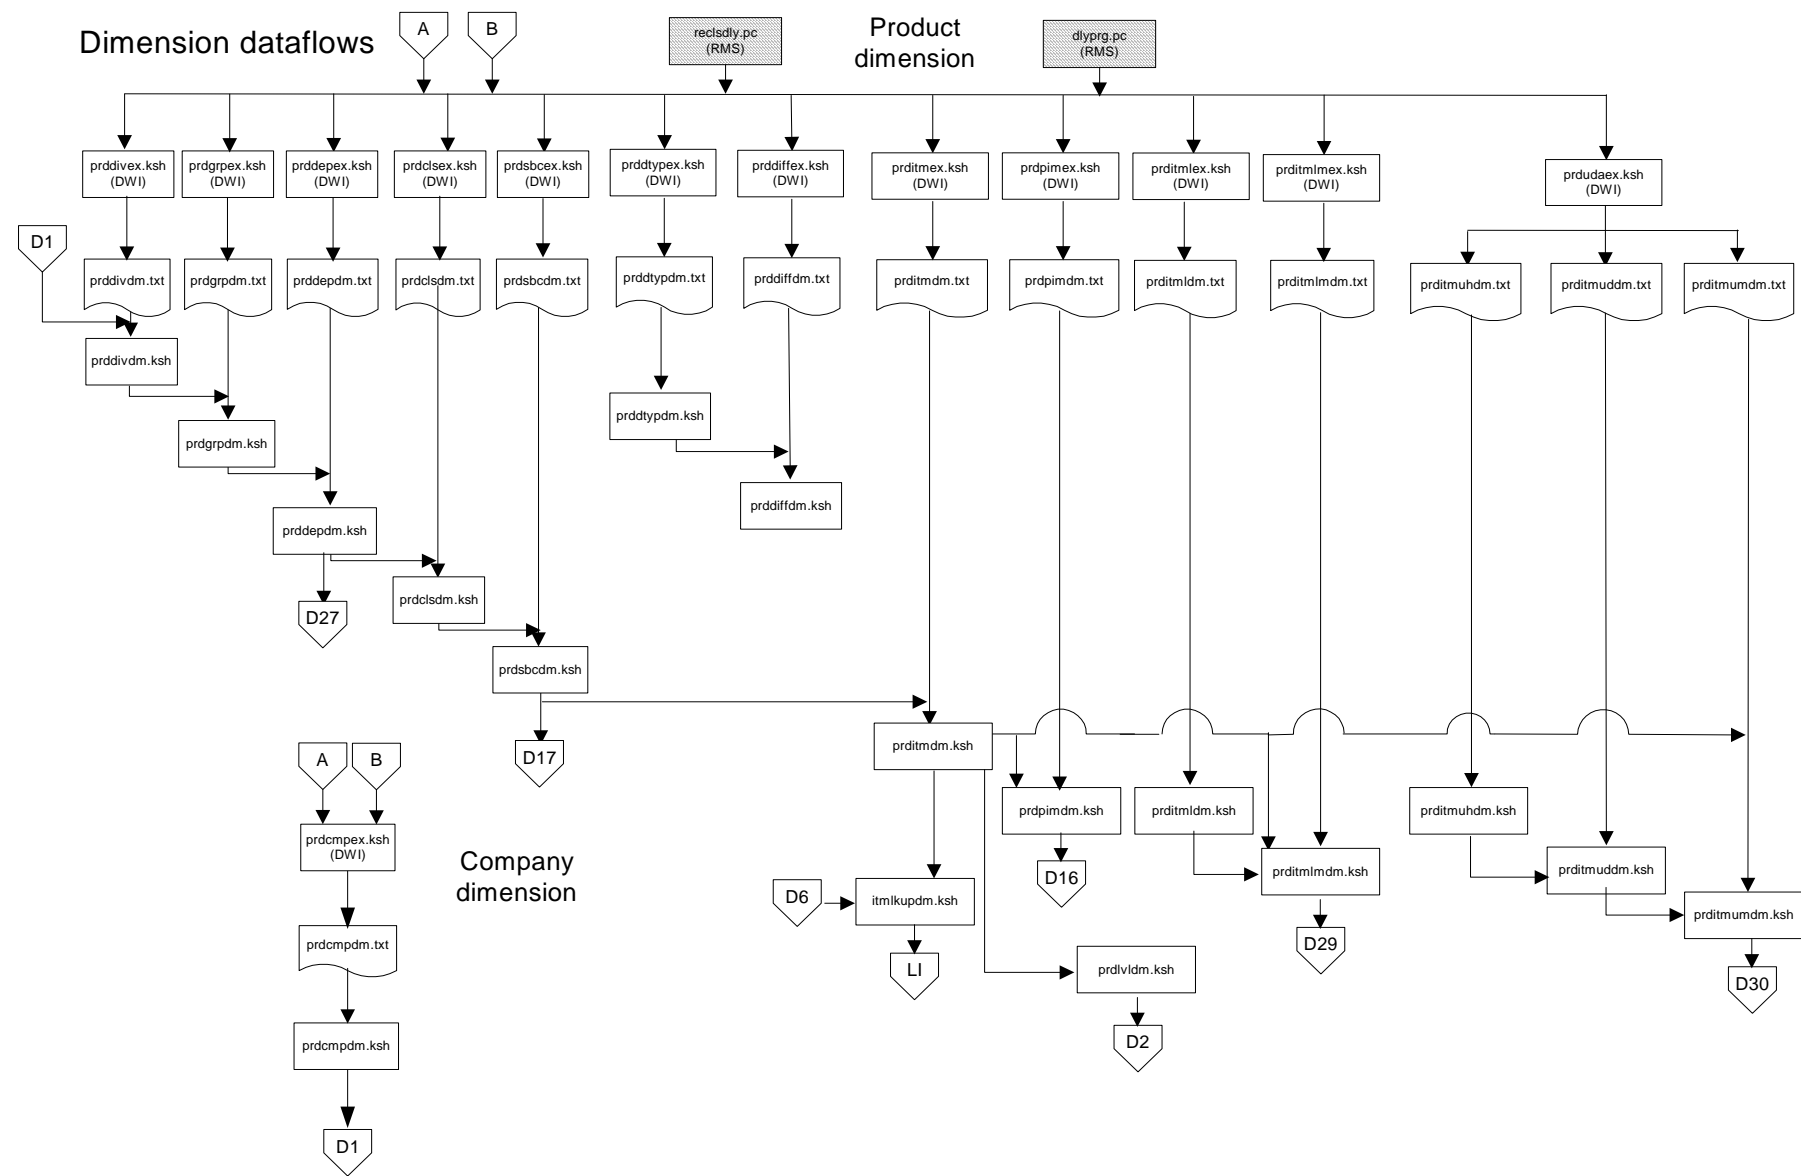 Dimension dataflows
A
B
reclsdly.pc
(RMS)
Product
dimension
dlyprg.pc
(RMS)
prddivex.ksh
(DWI)
prdgrpex.ksh
(DWI)
prddepex.ksh
(DWI)
prdclsex.ksh
(DWI)
prdsbcex.ksh
(DWI)
prddtypex.ksh
(DWI)
prddiffex.ksh
(DWI)
prditmex.ksh
(DWI)
prdpimex.ksh
(DWI)
prditmlex.ksh
(DWI)
prditmlmex.ksh
(DWI)
prdudaex.ksh
(DWI)
D1
prddivdm.txt
prdgrpdm.txt
prddepdm.txt
prdclsdm.txt
prdsbcdm.txt
prddtypdm.txt
prddiffdm.txt
prditmdm.txt
prdpimdm.txt
prditmldm.txt
prditmlmdm.txt
prditmuhdm.txt
prditmuddm.txt
prditmumdm.txt
prddivdm.ksh
prddtypdm.ksh
prdgrpdm.ksh
prddiffdm.ksh
prddepdm.ksh
prdclsdm.ksh
D27
prdsbcdm.ksh
prditmdm.ksh
D17
A
B
prdpimdm.ksh
prditmldm.ksh
prditmuhdm.ksh
prdcmpex.ksh
(DWI)
Company
dimension
D6
itmlkupdm.ksh
D16
prditmlmdm.ksh
prditmuddm.ksh
prditmumdm.ksh
prdcmpdm.txt
LI
prdlvldm.ksh
D29
D30
prdcmpdm.ksh
D2
D1